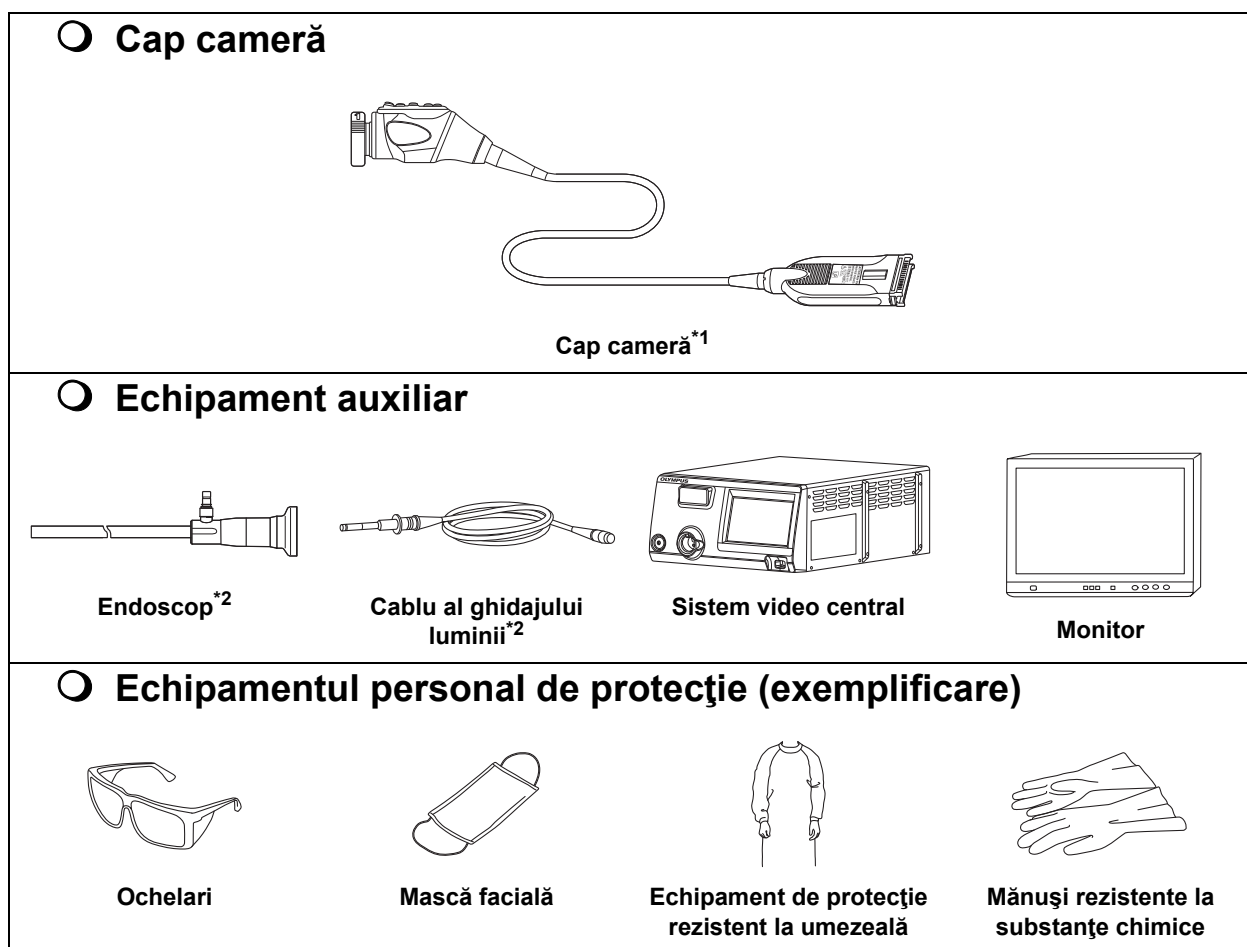 Cap cameră
Cap cameră*1
Echipament auxiliar
OLYMPUS
Endoscop*2
Cablu al ghidajului
luminii*2
Sistem video central
Monitor
Echipamentul personal de protecţie (exemplificare)
Ochelari
Mască facială
Echipament de protecţie
rezistent la umezeală
Mănuşi rezistente la
substanţe chimice